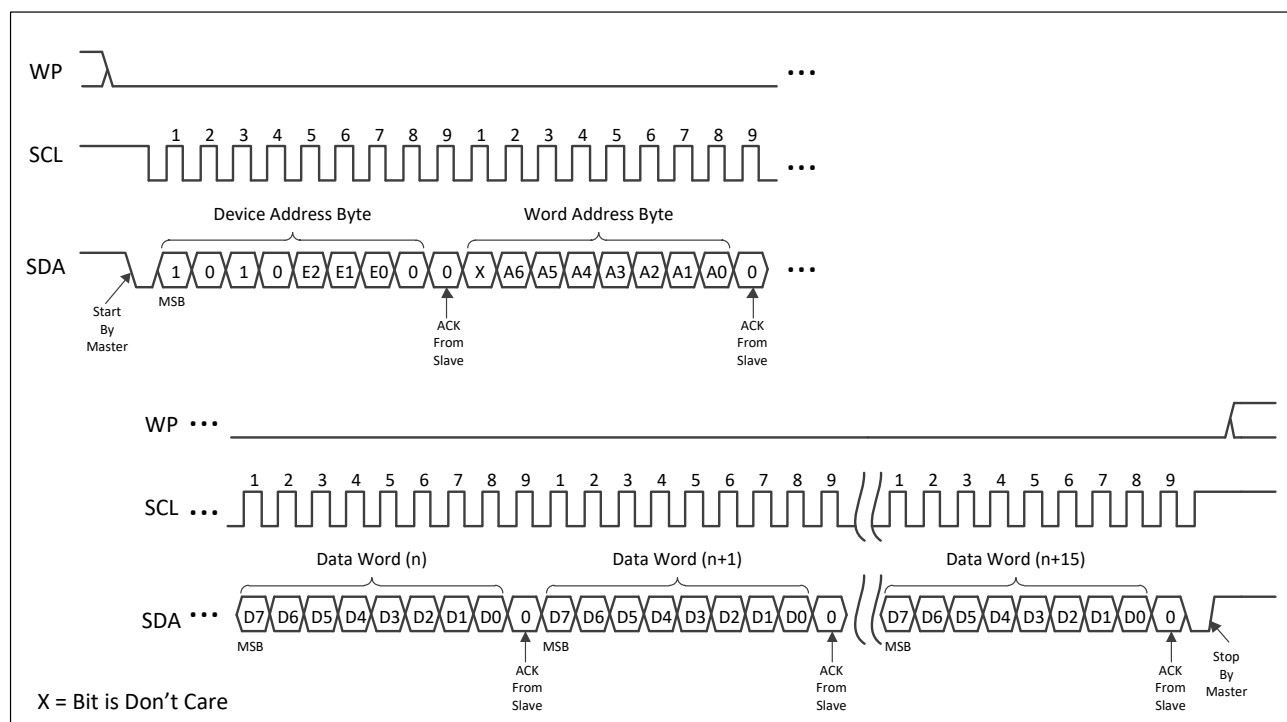 WP •••
1 2 3 4 5 6 7 8 9 1 2 3 4 5 6 7 8 9
SCL •••
Device Address Byte Word Address Byte
SDA 1 0 1 0 E2 E1 E0 0 0 X A6 A5 A4 A3 A2 A1 A0 0 •••
MSB
Start
By
Master
ACK
From
Slave
ACK
From
Slave
WP •••
1 2 3 4 5 6 7 8 9 1 2 3 4 5 6 7 8 9 1 2 3 4 5 6 7 8 9
SCL •••
Data Word (n) Data Word (n+1) Data Word (n+15)
SDA ••• D7 D6 D5 D4 D3 D2 D1 D0 0 D7 D6 D5 D4 D3 D2 D1 D0 0 D7 D6 D5 D4 D3 D2 D1 D0 0
MSB MSB MSB
ACK
From
Slave
ACK
From
Slave
ACK
From
Slave
Stop
By
Master
X = Bit is Don't Care